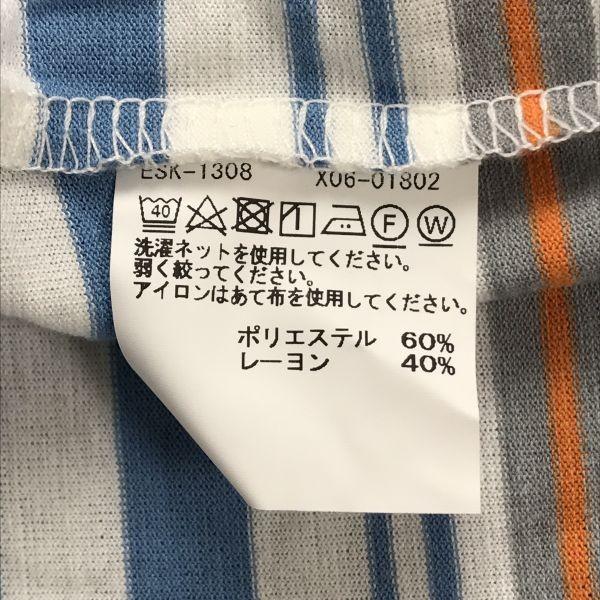 ESK-1308 X06-01802
40 F W
洗濯ネットを使用してください。
弱く絞ってください。
アイロンはあて布を使用してください。
ポリエステル 60%
レーヨン 40%